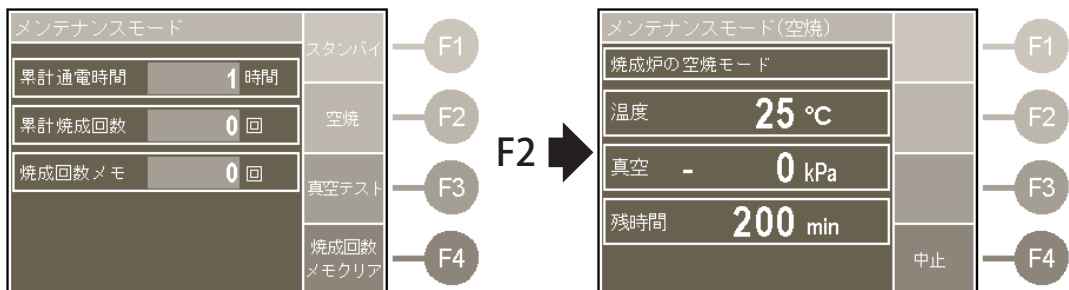 メンテナンスモード
スタンバイ
F1
累計通電時間 1 時間
累計焼成回数 0 回
空焼
F2
焼成回数メモ 0 回
真空テスト
F3
焼成回数
メモクリア
F4
F2
メンテナンスモード(空焼)
F1
焼成炉の空焼モード
温度 25 ℃
F2
真空 - 0 kPa
F3
残時間 200 min
中止
F4